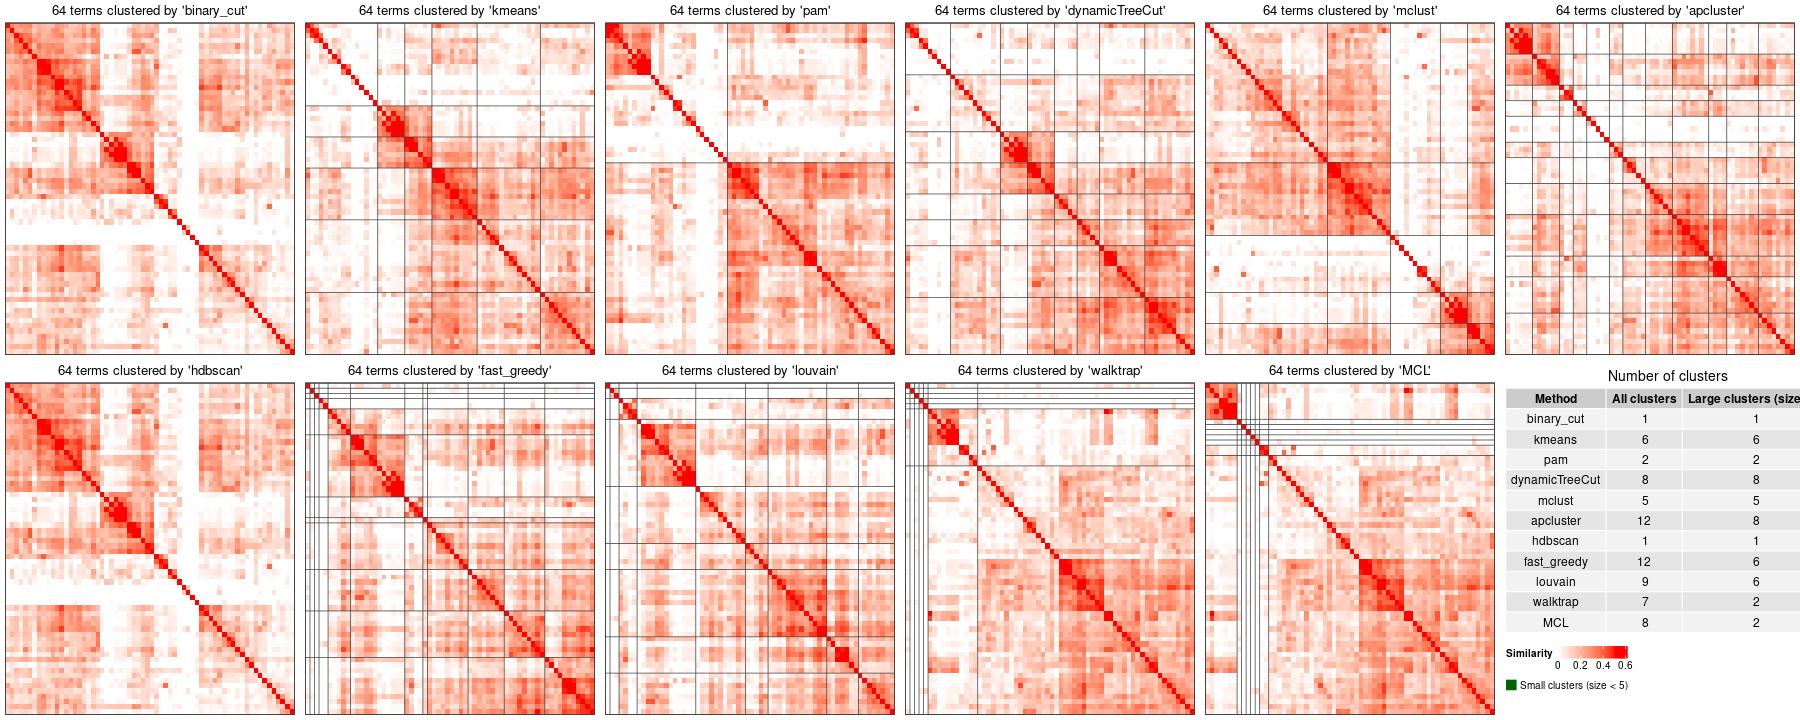 64 terms clustered by 'binary_cut'
64 terms clustered by 'kmeans'
64 terms clustered by 'pam'
64 terms clustered by 'dynamicTreeCut'
64 terms clustered by 'mclust'
64 terms clustered by 'apcluster'
64 terms clustered by 'hdbscan'
64 terms clustered by 'fast_greedy'
64 terms clustered by 'louvain'
64 terms clustered by 'walktrap'
64 terms clustered by 'MCL'
Number of clusters
Method All clusters Large clusters (size
binary_cut 1 1
kmeans 6 6
pam 2 2
dynamicTreeCut 8 8
mclust 5 5
apcluster 12 8
hdbscan 1 1
fast_greedy 12 6
louvain 9 6
walktrap 7 2
MCL 8 2
Similarity
0 0.2 0.4 0.6
Small clusters (size < 5)